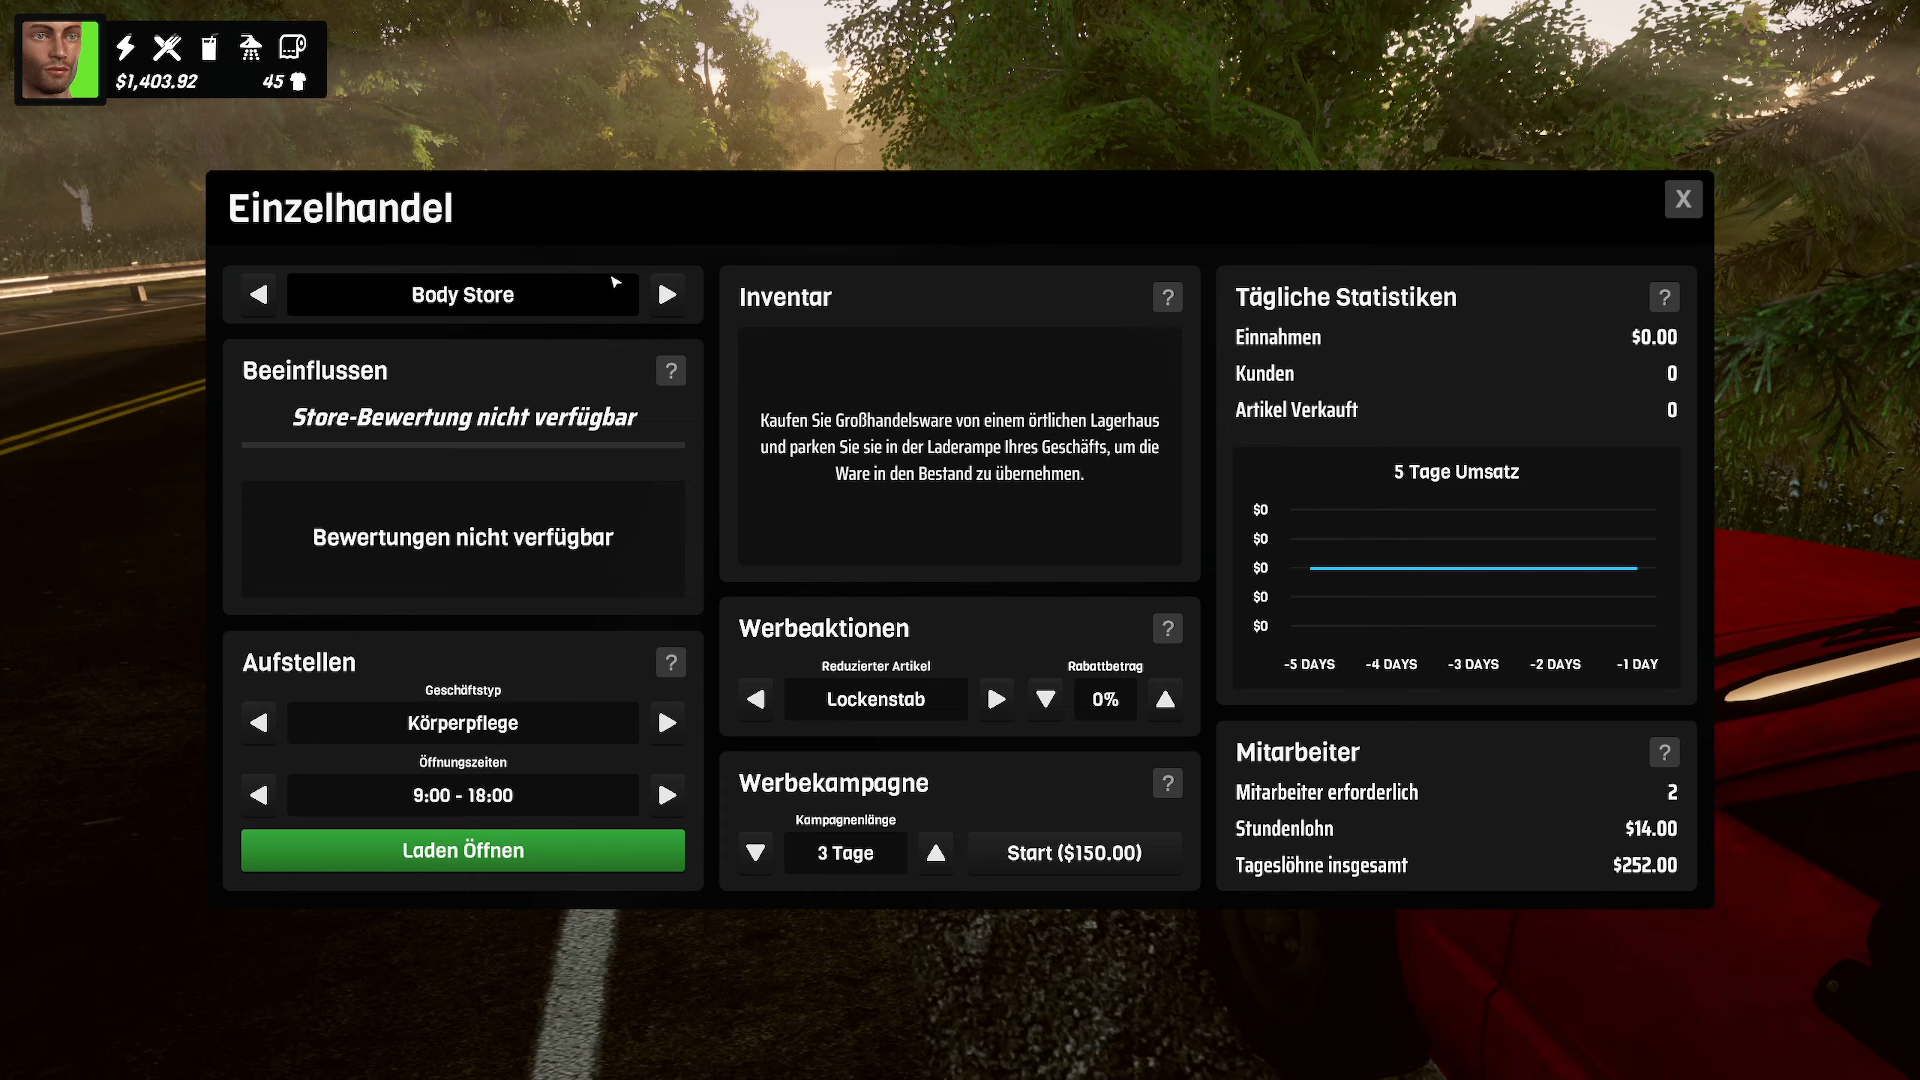 $1,403.92
45
Einzelhandel
X
Body Store
Beeinflussen
?
Store-Bewertung nicht verfügbar
Bewertungen nicht verfügbar
Aufstellen
?
Geschäftstyp
Körperpflege
Öffnungszeiten
9:00 - 18:00
Laden Öffnen
Inventar
?
Kaufen Sie Großhandelsware von einem örtlichen Lagerhaus
und parken Sie sie in der Laderampe Ihres Geschäfts, um die
Ware in den Bestand zu übernehmen.
Werbeaktionen
?
Reduzierter Artikel
Rabattbetrag
Lockenstab
0%
Werbekampagne
?
Kampagnenlänge
3 Tage
Start ($150.00)
Tägliche Statistiken
?
Einnahmen $0.00
Kunden 0
Artikel Verkauft 0
5 Tage Umsatz
$0
$0
$0
$0
$0
-5 DAYS -4 DAYS -3 DAYS -2 DAYS -1 DAY
Mitarbeiter
?
Mitarbeiter erforderlich 2
Stundenlohn $14.00
Tageslöhne insgesamt $252.00